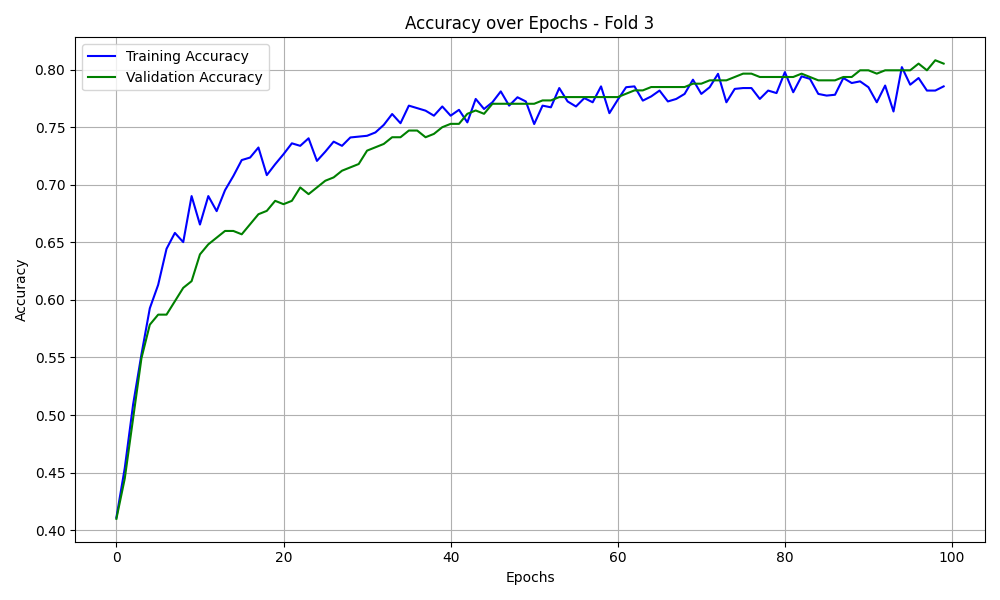 Accuracy over Epochs - Fold 3
Training Accuracy
Validation Accuracy
Accuracy
0.80
0.75
0.70
0.65
0.60
0.55
0.50
0.45
0.40
0 20 40 60 80 100
Epochs